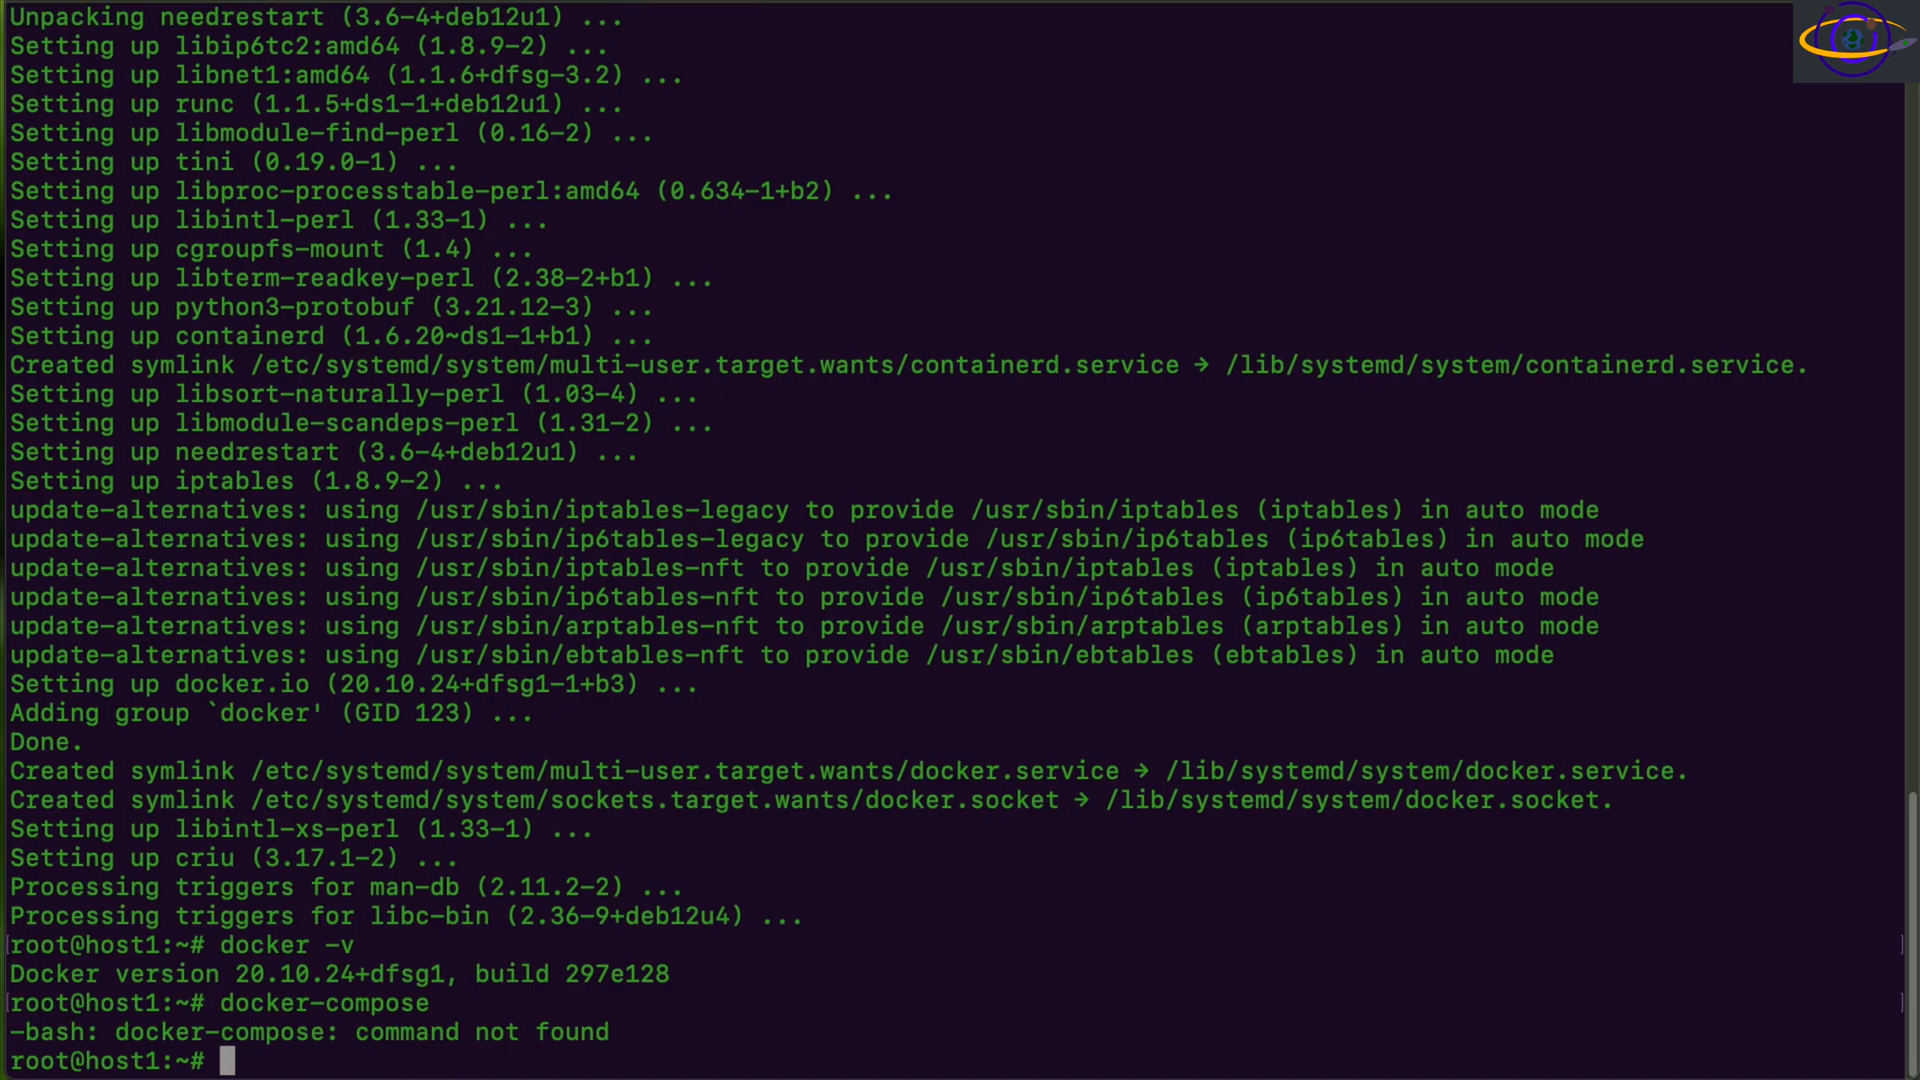 Unpacking needrestart (3.6-4+deb12u1) ...
Setting up libip6tc2:amd64 (1.8.9-2) ...
Setting up libnet1:amd64 (1.1.6+dfsg-3.2) ...
Setting up runc (1.1.5+ds1-1+deb12u1) ...
Setting up libmodule-find-perl (0.16-2) ...
Setting up tini (0.19.0-1) ...
Setting up libproc-processtable-perl:amd64 (0.634-1+b2) ...
Setting up libintl-perl (1.33-1) ...
Setting up cgroupfs-mount (1.4) ...
Setting up libterm-readkey-perl (2.38-2+b1) ...
Setting up python3-protobuf (3.21.12-3) ...
Setting up containerd (1.6.20~ds1-1+b1) ...
Created symlink /etc/systemd/system/multi-user.target.wants/containerd.service → /lib/systemd/system/containerd.service.
Setting up libsort-naturally-perl (1.03-4) ...
Setting up libmodule-scandeps-perl (1.31-2) ...
Setting up needrestart (3.6-4+deb12u1) ...
Setting up iptables (1.8.9-2) ...
update-alternatives: using /usr/sbin/iptables-legacy to provide /usr/sbin/iptables (iptables) in auto mode
update-alternatives: using /usr/sbin/ip6tables-legacy to provide /usr/sbin/ip6tables (ip6tables) in auto mode
update-alternatives: using /usr/sbin/iptables-nft to provide /usr/sbin/iptables (iptables) in auto mode
update-alternatives: using /usr/sbin/ip6tables-nft to provide /usr/sbin/ip6tables (ip6tables) in auto mode
update-alternatives: using /usr/sbin/arptables-nft to provide /usr/sbin/arptables (arptables) in auto mode
update-alternatives: using /usr/sbin/ebtables-nft to provide /usr/sbin/ebtables (ebtables) in auto mode
Setting up docker.io (20.10.24+dfsg1-1+b3) ...
Adding group `docker' (GID 123) ...
Done.
Created symlink /etc/systemd/system/multi-user.target.wants/docker.service → /lib/systemd/system/docker.service.
Created symlink /etc/systemd/system/sockets.target.wants/docker.socket → /lib/systemd/system/docker.socket.
Setting up libintl-xs-perl (1.33-1) ...
Setting up criu (3.17.1-2) ...
Processing triggers for man-db (2.11.2-2) ...
Processing triggers for libc-bin (2.36-9+deb12u4) ...
[root@host1:~# docker -v ]
Docker version 20.10.24+dfsg1, build 297e128
[root@host1:~# docker-compose ]
-bash: docker-compose: command not found
root@host1:~#